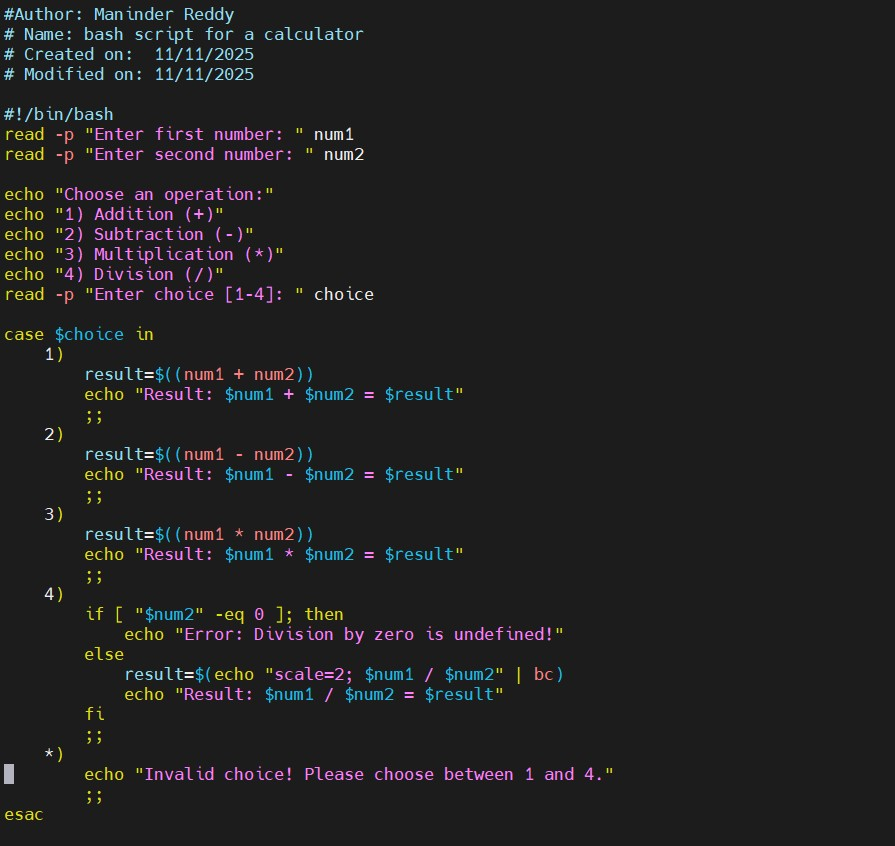 #Author: Maninder Reddy
# Name: bash script for a calculator
# Created on:  11/11/2025
# Modified on: 11/11/2025

#!/bin/bash
read -p "Enter first number: " num1
read -p "Enter second number: " num2

echo "Choose an operation:"
echo "1) Addition (+)"
echo "2) Subtraction (-)"
echo "3) Multiplication (*)"
echo "4) Division (/)"
read -p "Enter choice [1-4]: " choice

case $choice in
    1)
        result=$((num1 + num2))
        echo "Result: $num1 + $num2 = $result"
        ;;
    2)
        result=$((num1 - num2))
        echo "Result: $num1 - $num2 = $result"
        ;;
    3)
        result=$((num1 * num2))
        echo "Result: $num1 * $num2 = $result"
        ;;
    4)
        if [ "$num2" -eq 0 ]; then
            echo "Error: Division by zero is undefined!"
        else
            result=$(echo "scale=2; $num1 / $num2" | bc)
            echo "Result: $num1 / $num2 = $result"
        fi
        ;;
    *)
        echo "Invalid choice! Please choose between 1 and 4."
        ;;
esac